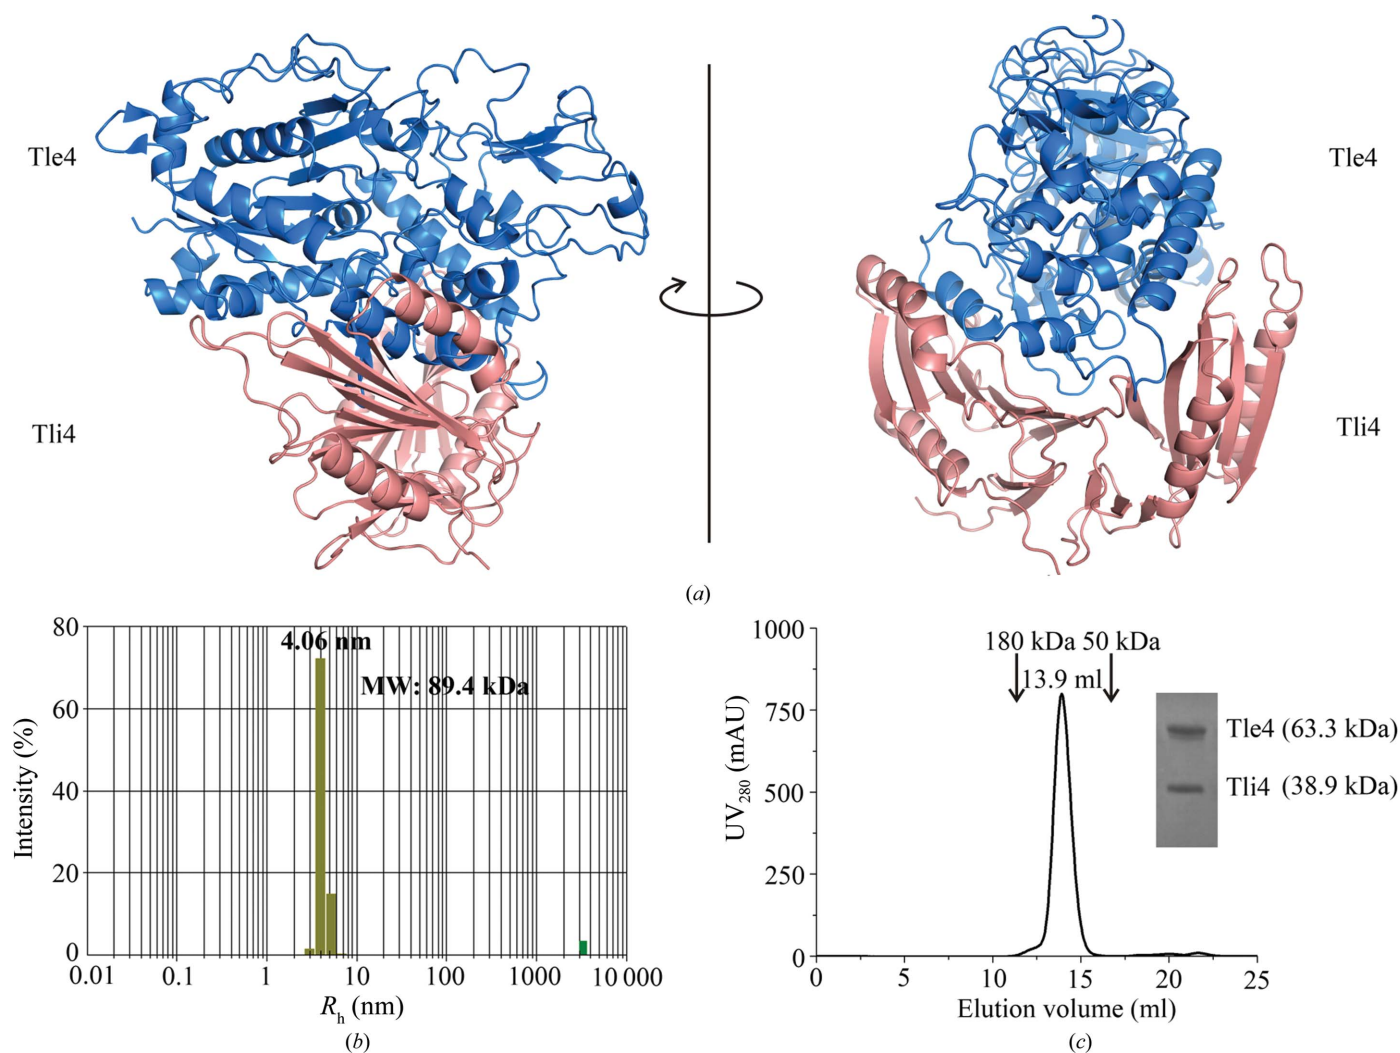 Tle4
Tle4
Tli4
Tli4
(a)
80
60
40
20
0
Intensity (%)
4.06 nm
MW: 89.4 kDa
0.01 0.1 1 10 100 1000 10 000
Rh (nm)
(b)
1000
750
500
250
0
UV280 (mAU)
180 kDa 50 kDa
13.9 ml
Tle4 (63.3 kDa)
Tli4 (38.9 kDa)
0 5 10 15 20 25
Elution volume (ml)
(c)